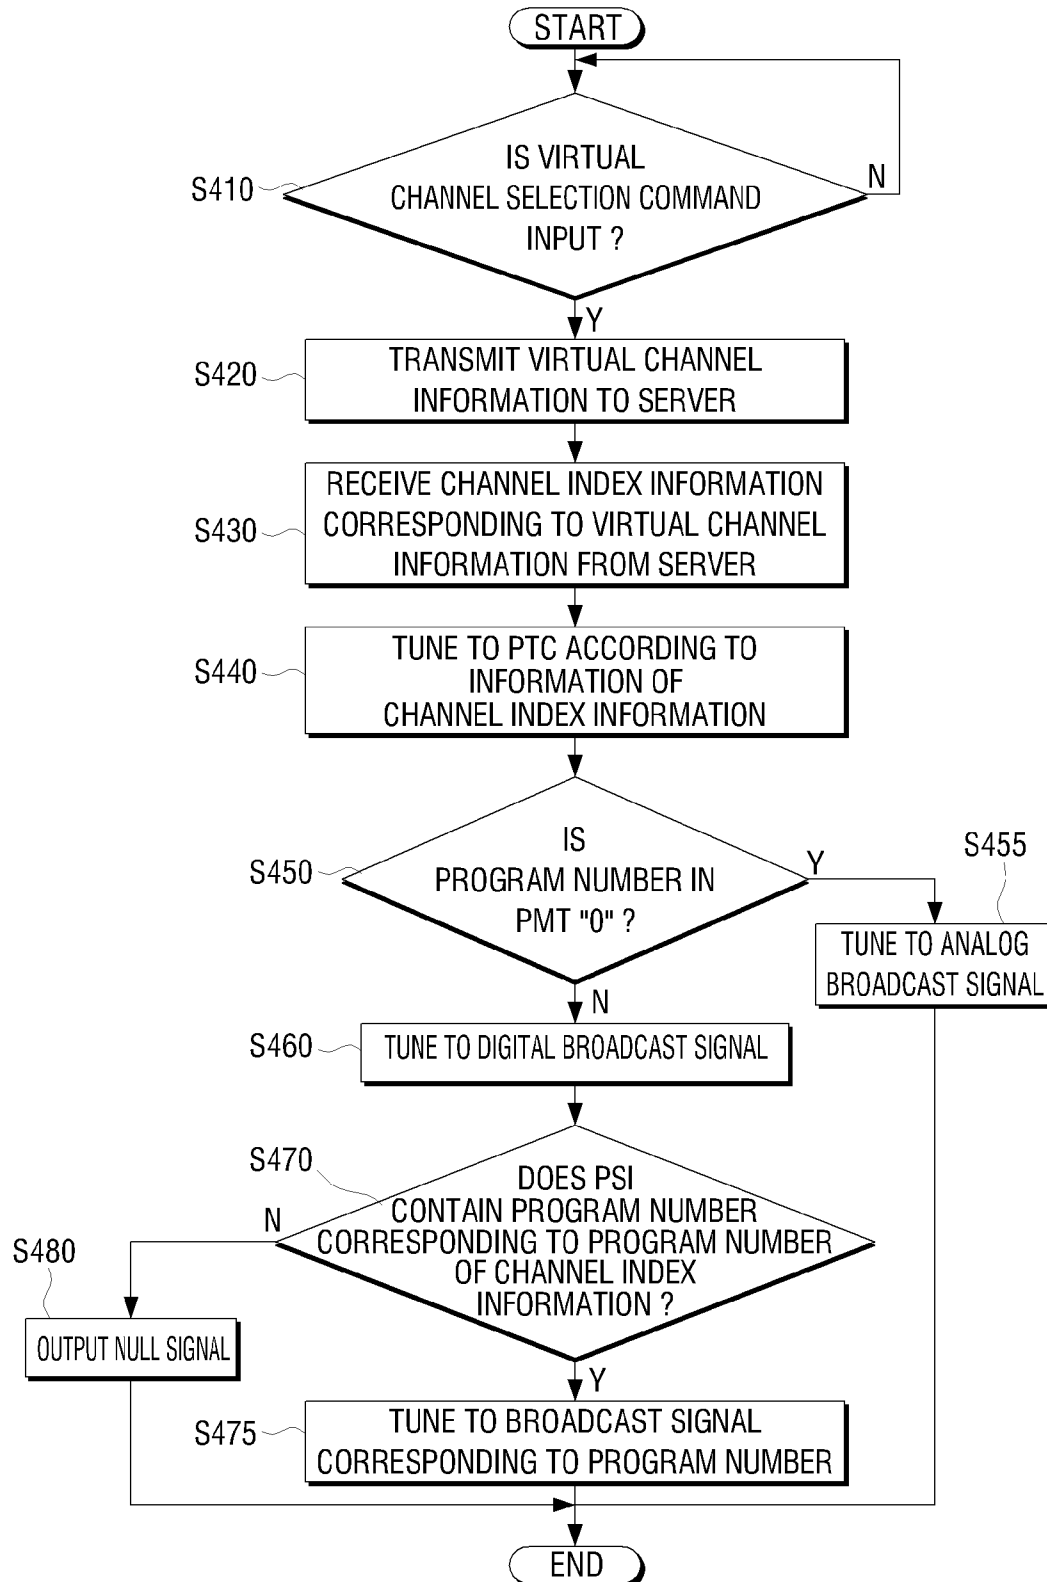 START
S410
IS VIRTUAL
CHANNEL SELECTION COMMAND
INPUT ?
N
Y
S420
TRANSMIT VIRTUAL CHANNEL
INFORMATION TO SERVER
S430
RECEIVE CHANNEL INDEX INFORMATION
CORRESPONDING TO VIRTUAL CHANNEL
INFORMATION FROM SERVER
S440
TUNE TO PTC ACCORDING TO
INFORMATION OF
CHANNEL INDEX INFORMATION
S450
IS
PROGRAM NUMBER IN
PMT "0" ?
Y
S455
TUNE TO ANALOG
BROADCAST SIGNAL
N
S460
TUNE TO DIGITAL BROADCAST SIGNAL
S470
DOES PSI
CONTAIN PROGRAM NUMBER
CORRESPONDING TO PROGRAM NUMBER
OF CHANNEL INDEX
INFORMATION ?
N
S480
OUTPUT NULL SIGNAL
Y
S475
TUNE TO BROADCAST SIGNAL
CORRESPONDING TO PROGRAM NUMBER
END